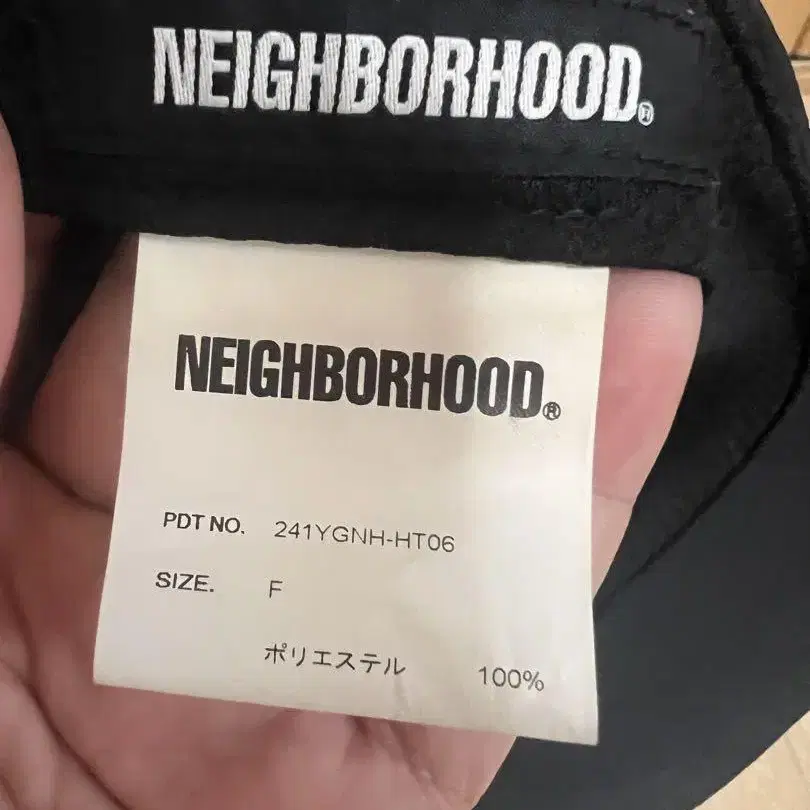 NEIGHBORHOOD®
NEIGHBORHOOD®
PDT NO. 241YGNH-HT06
SIZE. F
ポリエステル 100%